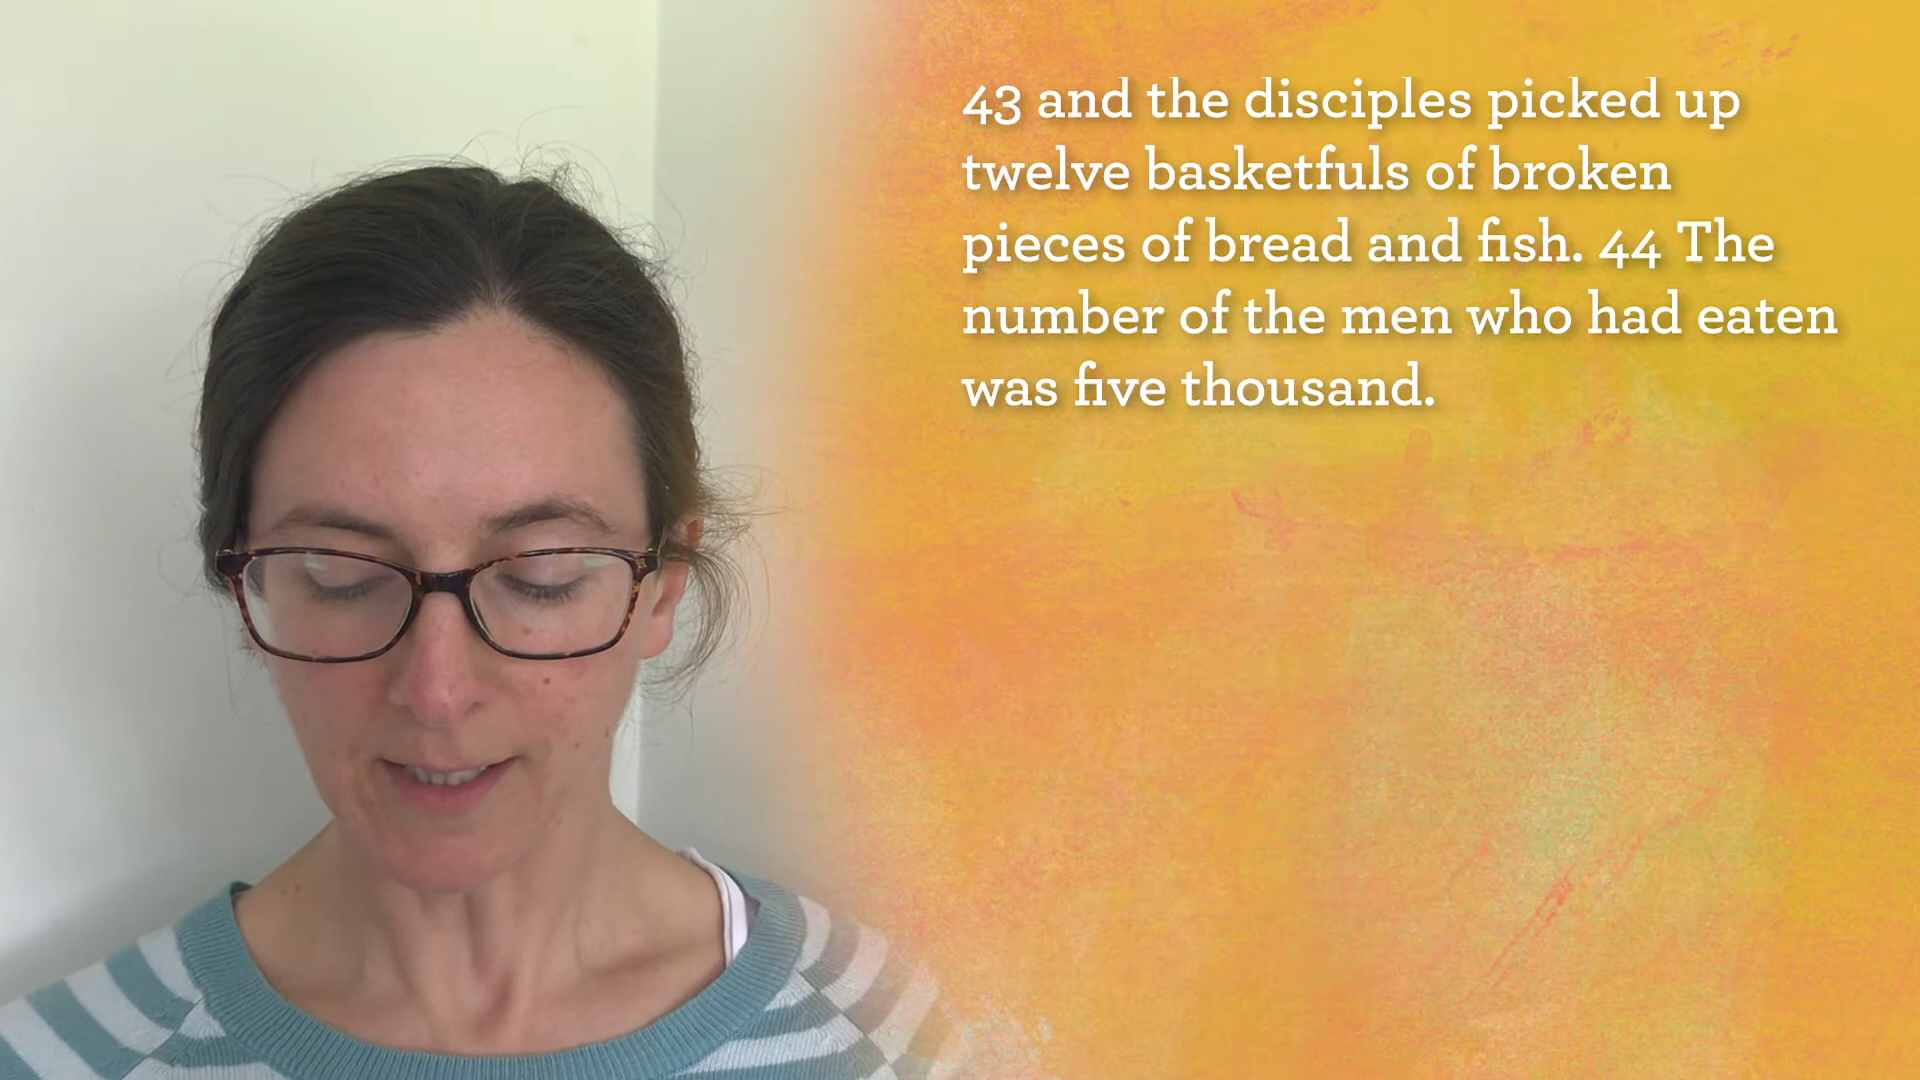 43 and the disciples picked up
twelve basketfuls of broken
pieces of bread and fish. 44 The
number of the men who had eaten
was five thousand.